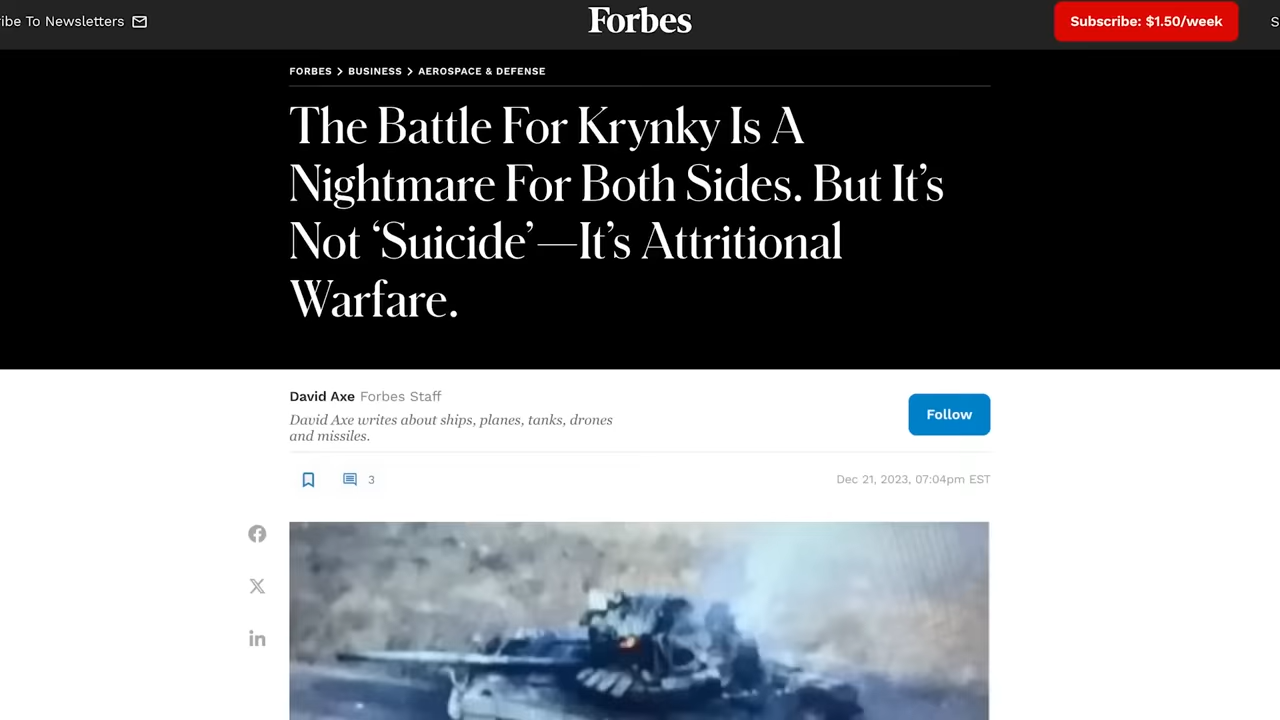 ibe To Newsletters
Forbes
Subscribe: $1.50/week
S
FORBES > BUSINESS > AEROSPACE & DEFENSE
The Battle For Krynky Is A
Nightmare For Both Sides. But It’s
Not ‘Suicide’—It’s Attritional
Warfare.
David Axe Forbes Staff
David Axe writes about ships, planes, tanks, drones
and missiles.
Follow
3
Dec 21, 2023, 07:04pm EST